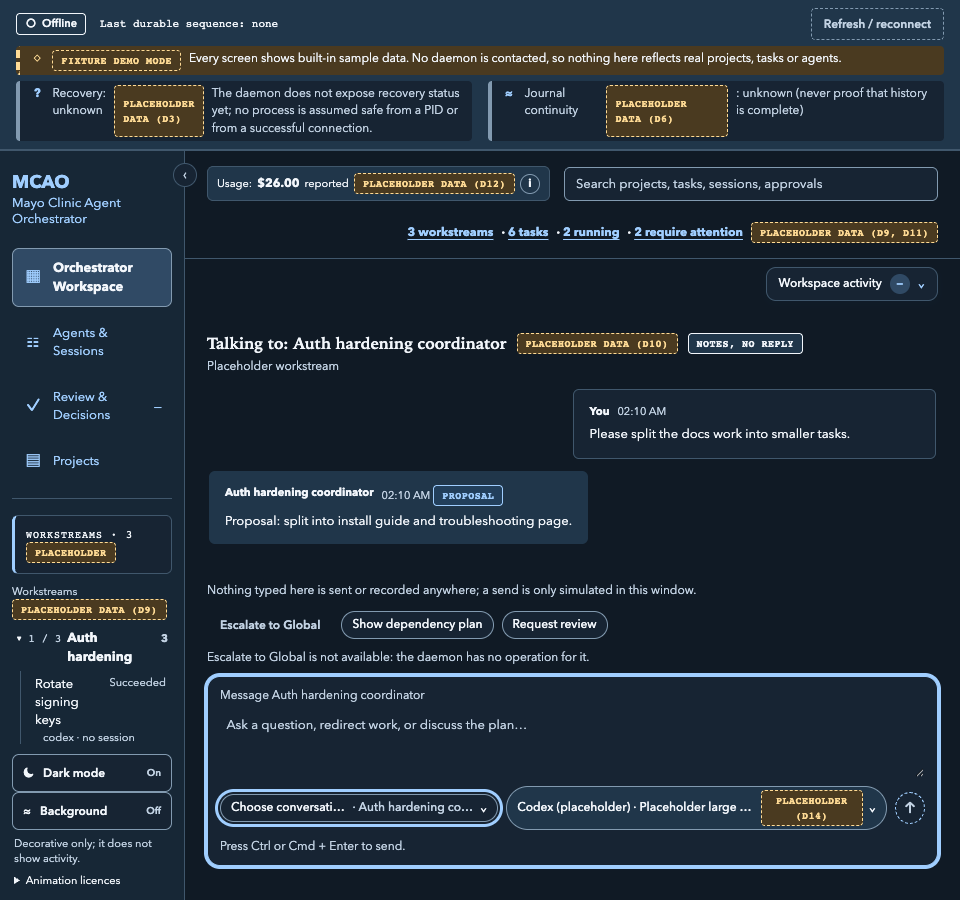 Offline
Last durable sequence: none
Refresh / reconnect
FIXTURE DEMO MODE Every screen shows built-in sample data. No daemon is contacted, so nothing here reflects real projects, tasks or agents.
? Recovery: unknown
PLACEHOLDER DATA (D3)
The daemon does not expose recovery status
yet; no process is assumed safe from a PID or
from a successful connection.
≈ Journal continuity
PLACEHOLDER DATA (D6)
: unknown (never proof that history
is complete)
MCAO
Mayo Clinic Agent
Orchestrator
Orchestrator
Workspace
Agents &
Sessions
Review &
Decisions –
Projects
WORKSTREAMS · 3
PLACEHOLDER
Workstreams
PLACEHOLDER DATA (D9)
▾ 1 / 3 Auth hardening 3
Rotate signing keys Succeeded
codex · no session
Dark mode On
≈ Background Off
Decorative only; it does not
show activity.
▶ Animation licences
Usage: $26.00 reported PLACEHOLDER DATA (D12) i
Search projects, tasks, sessions, approvals
3 workstreams · 6 tasks · 2 running · 2 require attention PLACEHOLDER DATA (D9, D11)
Workspace activity –
Talking to: Auth hardening coordinator PLACEHOLDER DATA (D10) NOTES, NO REPLY
Placeholder workstream
You 02:10 AM
Please split the docs work into smaller tasks.
Auth hardening coordinator 02:10 AM PROPOSAL
Proposal: split into install guide and troubleshooting page.
Nothing typed here is sent or recorded anywhere; a send is only simulated in this window.
Escalate to Global Show dependency plan Request review
Escalate to Global is not available: the daemon has no operation for it.
Message Auth hardening coordinator
Ask a question, redirect work, or discuss the plan…
Choose conversati… · Auth hardening co…
Codex (placeholder) · Placeholder large … PLACEHOLDER (D14)
Press Ctrl or Cmd + Enter to send.